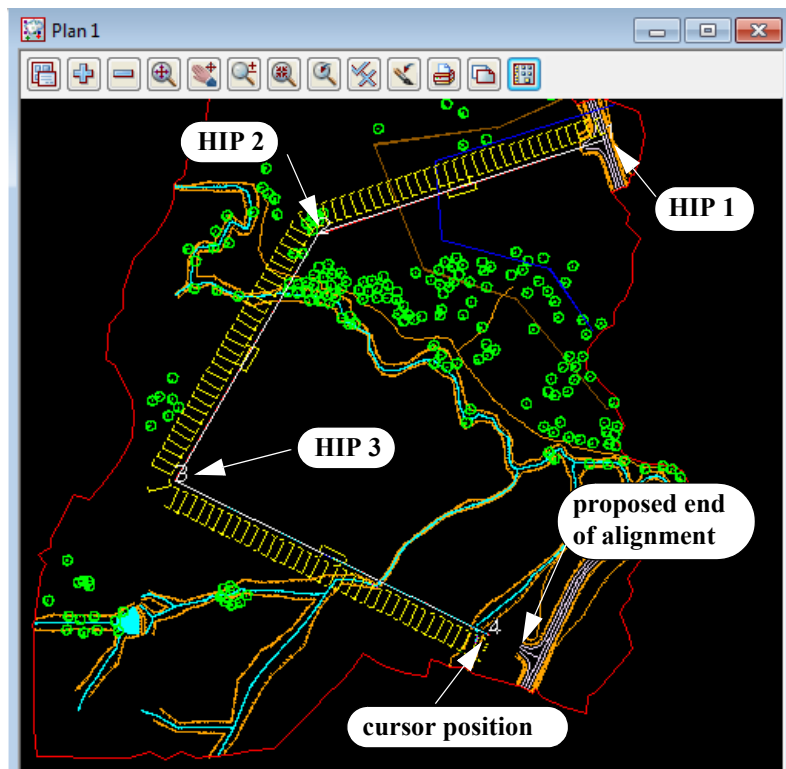 Plan 1
HIP 2
HIP 1
HIP 3
proposed end
of alignment
cursor position